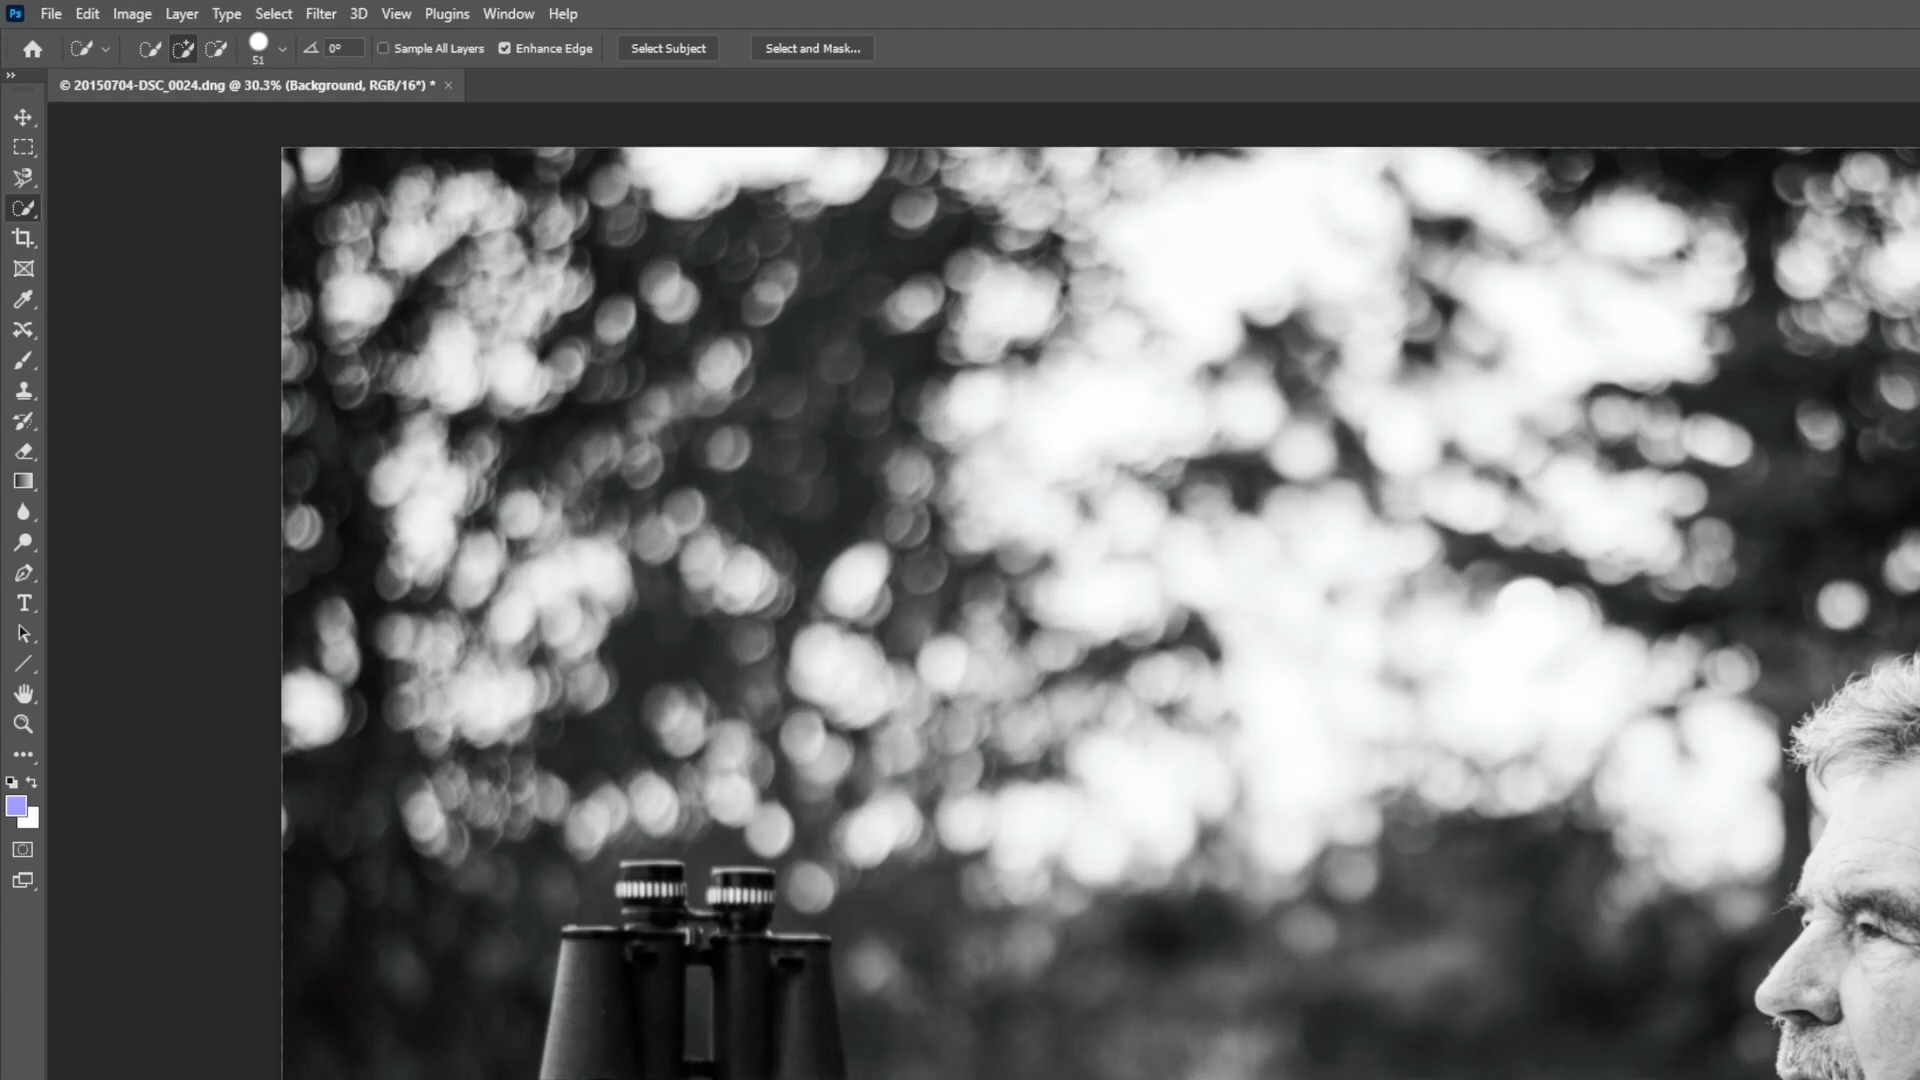 Ps File Edit Image Layer Type Select Filter 3D View Plugins Window Help
51 0° Sample All Layers Enhance Edge Select Subject Select and Mask...
© 20150704-DSC_0024.dng @ 30.3% (Background, RGB/16*) * ×